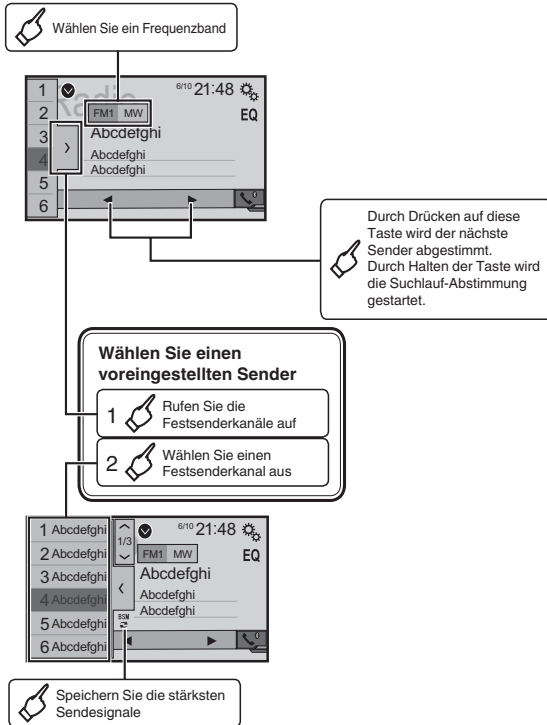 Wählen Sie ein Frequenzband
1
2
3
4
5
6
Radio
6/10 21:48
FM1 MW
EQ
Abcdefghi
Abcdefghi
Abcdefghi
Durch Drücken auf diese
Taste wird der nächste
Sender abgestimmt.
Durch Halten der Taste wird
die Suchlauf-Abstimmung
gestartet.
Wählen Sie einen
voreingestellten Sender
1 Rufen Sie die
Festsenderkanäle auf
2 Wählen Sie einen
Festsenderkanal aus
1 Abcdefghi
2 Abcdefghi
3 Abcdefghi
4 Abcdefghi
5 Abcdefghi
6 Abcdefghi
1/3
6/10 21:48
FM1 MW
EQ
Abcdefghi
Abcdefghi
Abcdefghi
BSM
Speichern Sie die stärksten
Sendesignale